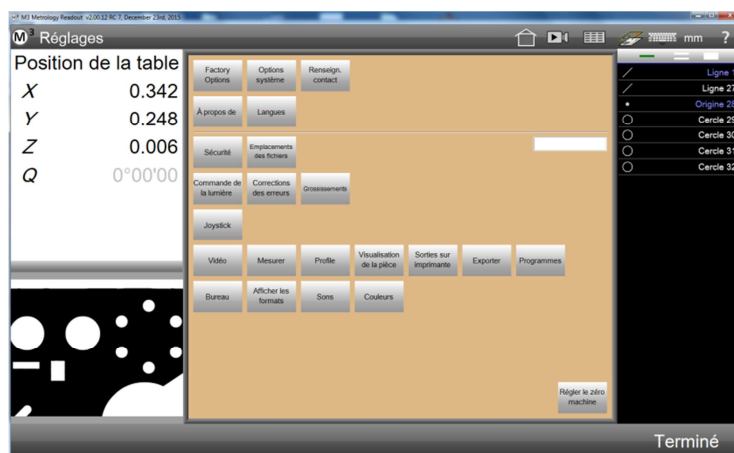 M3 Metrology Readout v2.00.12 RC 7, December 23rd, 2015
M3 Réglages
mm ?
Position de la table
X 0.342
Y 0.248
Z 0.006
Q 0°00'00
Factory Options
Options système
Renseign. contact
À propos de
Langues
Sécurité
Emplacements des fichiers
Commande de la lumière
Corrections des erreurs
Grossissements
Joystick
Vidéo
Mesurer
Profile
Visualisation de la pièce
Sorties sur imprimante
Exporter
Programmes
Bureau
Afficher les formats
Sons
Couleurs
Régler le zéro machine
Ligne 1
Ligne 27
Origine 28
Cercle 29
Cercle 30
Cercle 31
Cercle 32
Terminé